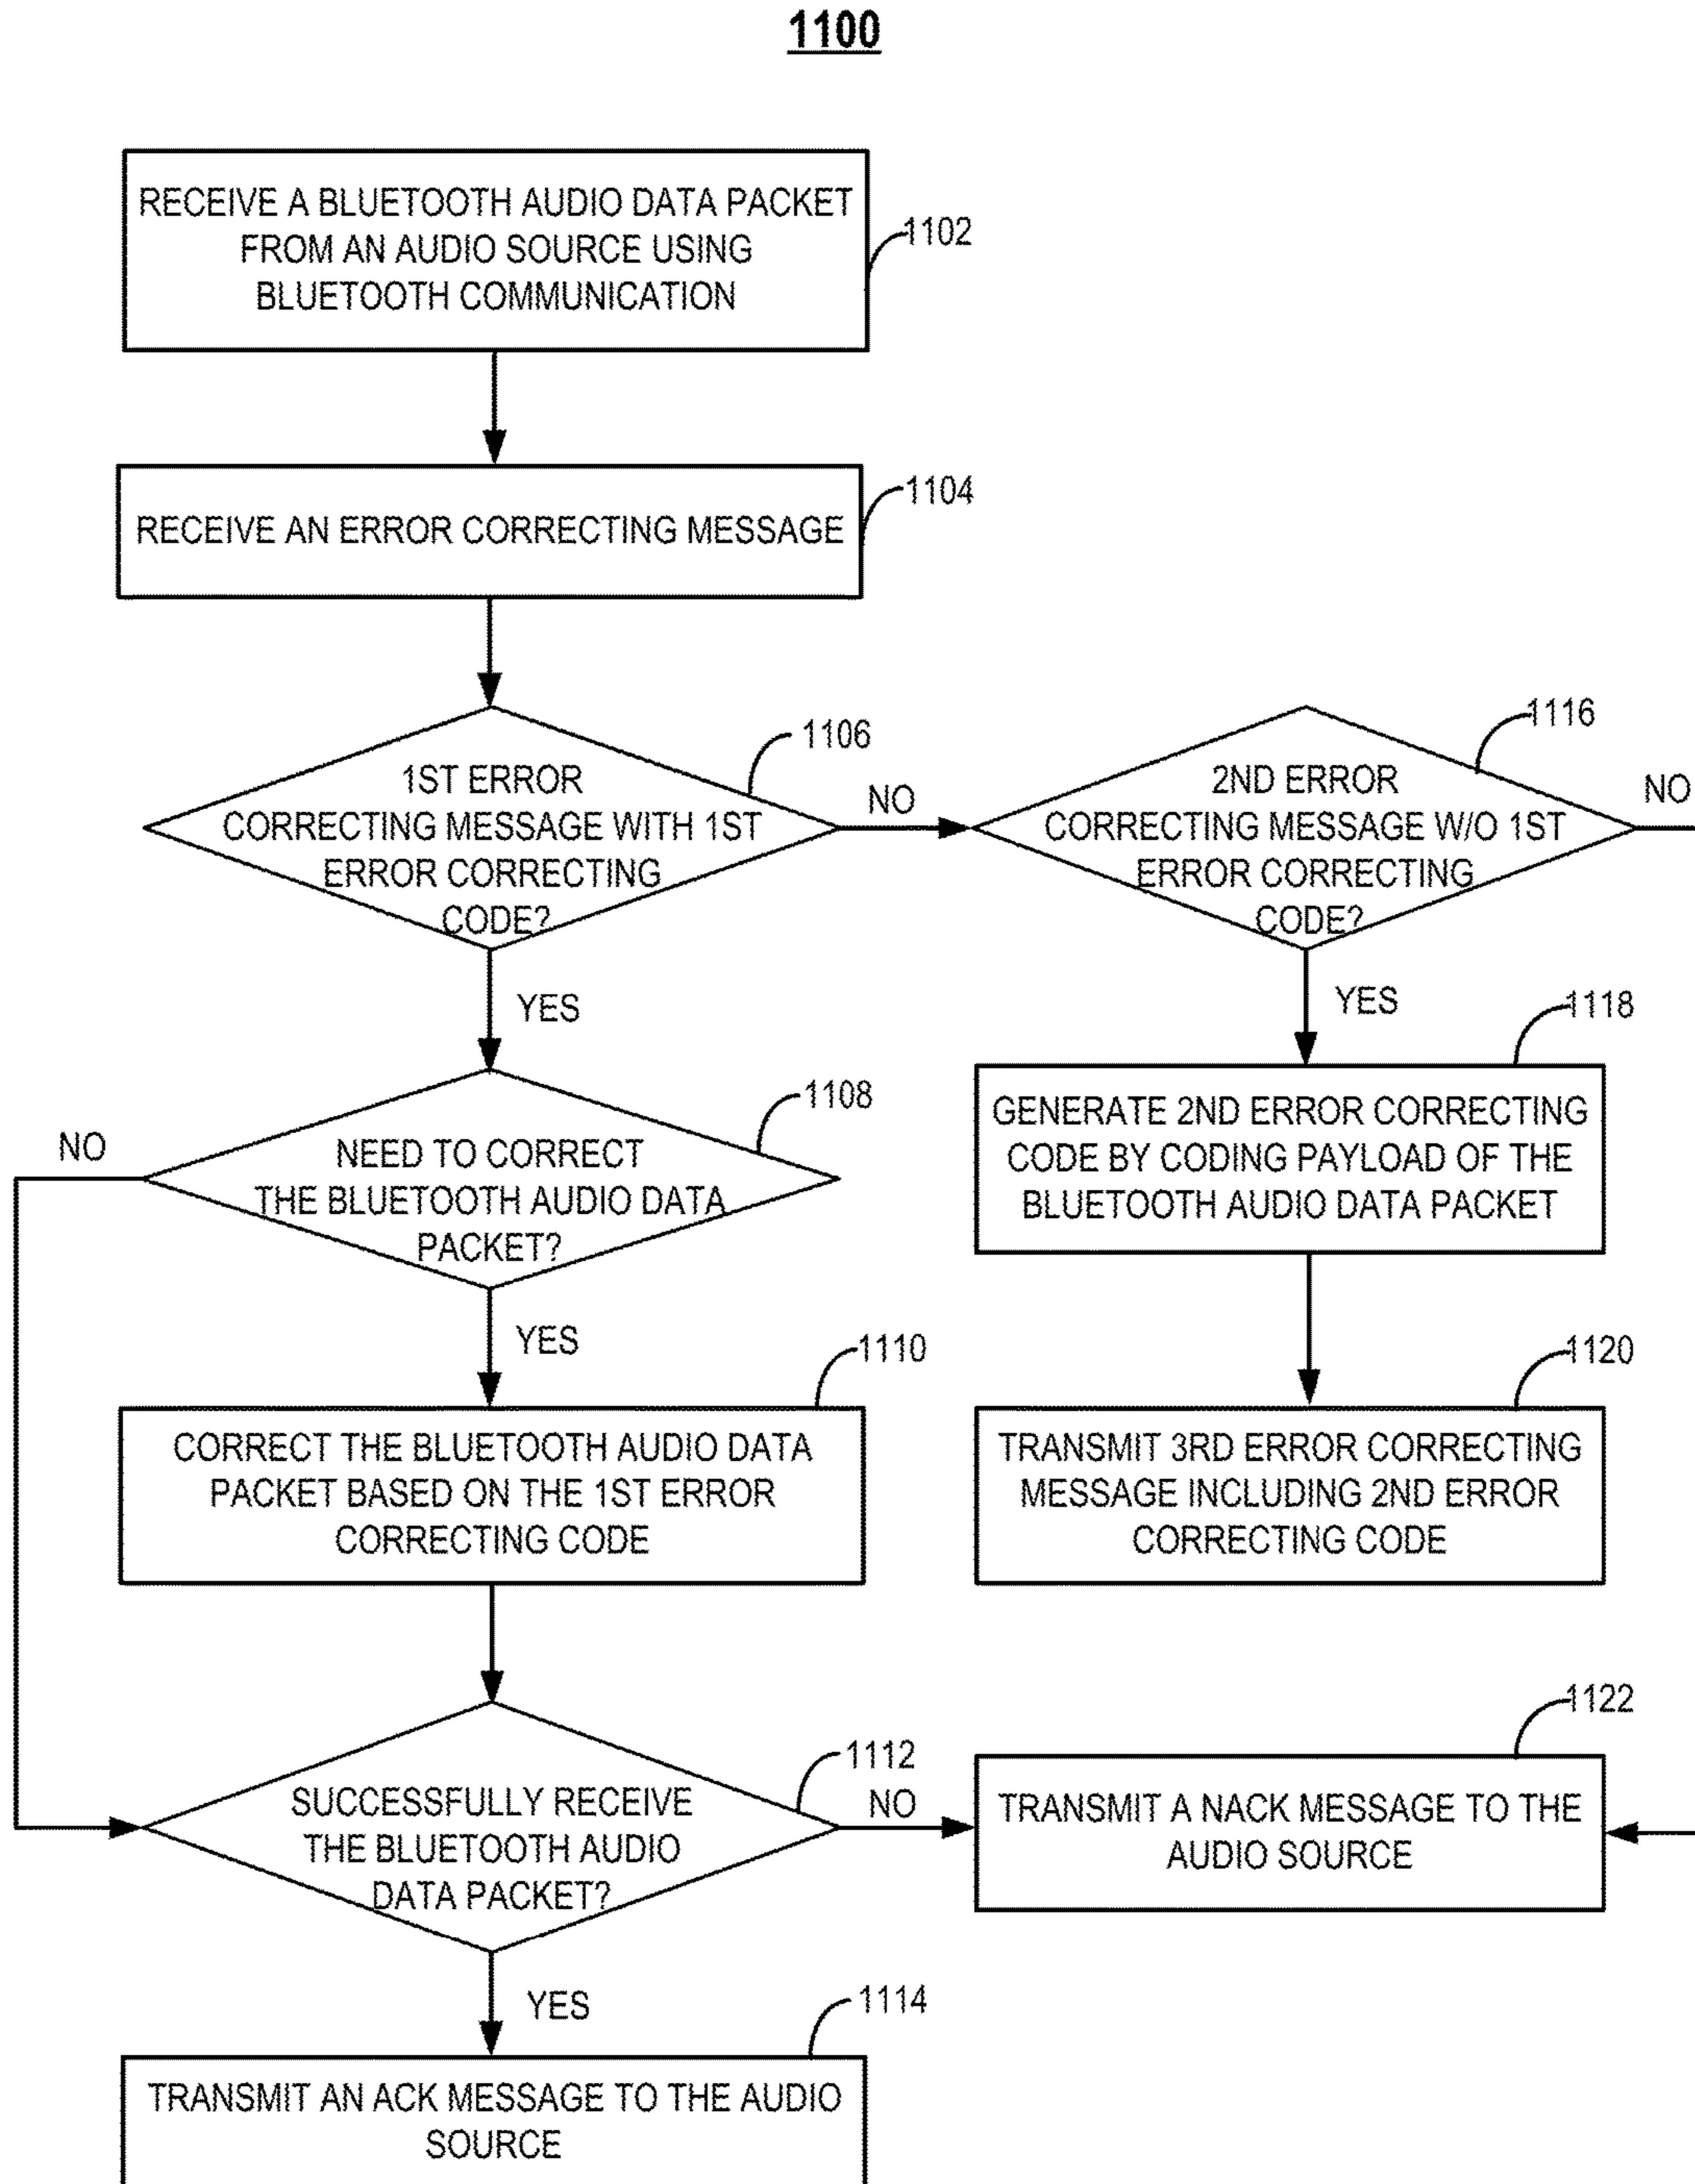 1100
RECEIVE A BLUETOOTH AUDIO DATA PACKET
FROM AN AUDIO SOURCE USING
BLUETOOTH COMMUNICATION
1102
RECEIVE AN ERROR CORRECTING MESSAGE
1104
1ST ERROR
CORRECTING MESSAGE WITH 1ST
ERROR CORRECTING
CODE?
1106
NO
2ND ERROR
CORRECTING MESSAGE W/O 1ST
ERROR CORRECTING
CODE?
1116
NO
YES
YES
NEED TO CORRECT
THE BLUETOOTH AUDIO DATA
PACKET?
1108
NO
GENERATE 2ND ERROR CORRECTING
CODE BY CODING PAYLOAD OF THE
BLUETOOTH AUDIO DATA PACKET
1118
YES
CORRECT THE BLUETOOTH AUDIO DATA
PACKET BASED ON THE 1ST ERROR
CORRECTING CODE
1110
TRANSMIT 3RD ERROR CORRECTING
MESSAGE INCLUDING 2ND ERROR
CORRECTING CODE
1120
SUCCESSFULLY RECEIVE
THE BLUETOOTH AUDIO
DATA PACKET?
1112
NO
TRANSMIT A NACK MESSAGE TO THE
AUDIO SOURCE
1122
YES
TRANSMIT AN ACK MESSAGE TO THE AUDIO
SOURCE
1114